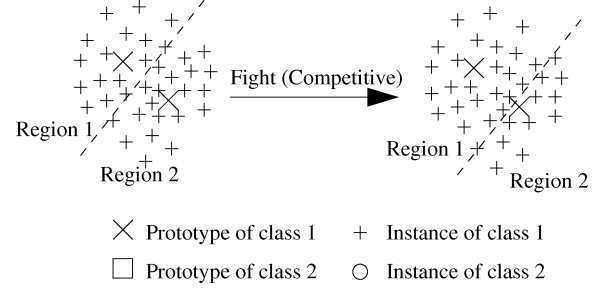 Fight (Competitive)
Region 1
Region 2
Region 1
Region 2
Prototype of class 1
Instance of class 1
Prototype of class 2
Instance of class 2